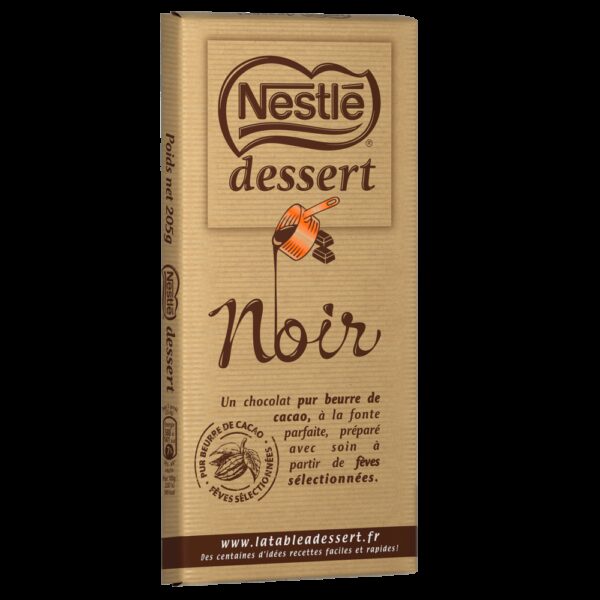 Nestlé
®
dessert
Noir
Un chocolat pur beurre de
cacao, à la fonte
parfaite, préparé
avec soin à
partir de fèves
sélectionnées.
PUR BEURRE DE CACAO
FÈVES SÉLECTIONNÉES
www.latableadessert.fr
Des centaines d'idées recettes faciles et rapides!
Poids net 205g
Nestlé
dessert